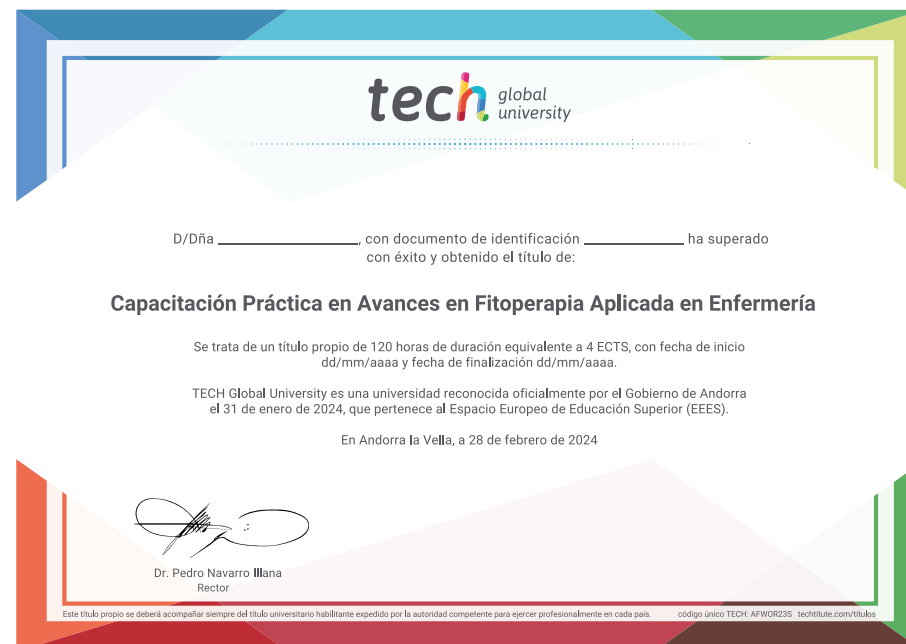 tech global university
D/Dña ____________________, con documento de identificación ______________ ha superado
con éxito y obtenido el título de:
Capacitación Práctica en Avances en Fitoperapia Aplicada en Enfermería
Se trata de un título propio de 120 horas de duración equivalente a 4 ECTS, con fecha de inicio
dd/mm/aaaa y fecha de finalización dd/mm/aaaa.
TECH Global University es una universidad reconocida oficialmente por el Gobierno de Andorra
el 31 de enero de 2024, que pertenece al Espacio Europeo de Educación Superior (EEES).
En Andorra la Vella, a 28 de febrero de 2024
Dr. Pedro Navarro Illana
Rector
Este título propio se deberá acompañar siempre del título universitario habilitante expedido por la autoridad competente para ejercer profesionalmente en cada país. código único TECH: AFWOR23S techtitute.com/titulos